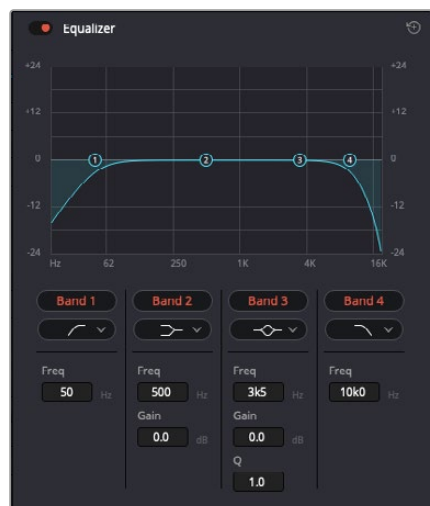 Equalizer
+24 +24
+12 +12
0 0
-12 -12
-24 -24
1 2 3 4
Hz 62 250 1K 4K 16K
Band 1 Band 2 Band 3 Band 4
Freq Freq Freq Freq
50 Hz 500 Hz 3k5 Hz 10k0 Hz
Gain Gain
0.0 dB 0.0 dB
Q
1.0